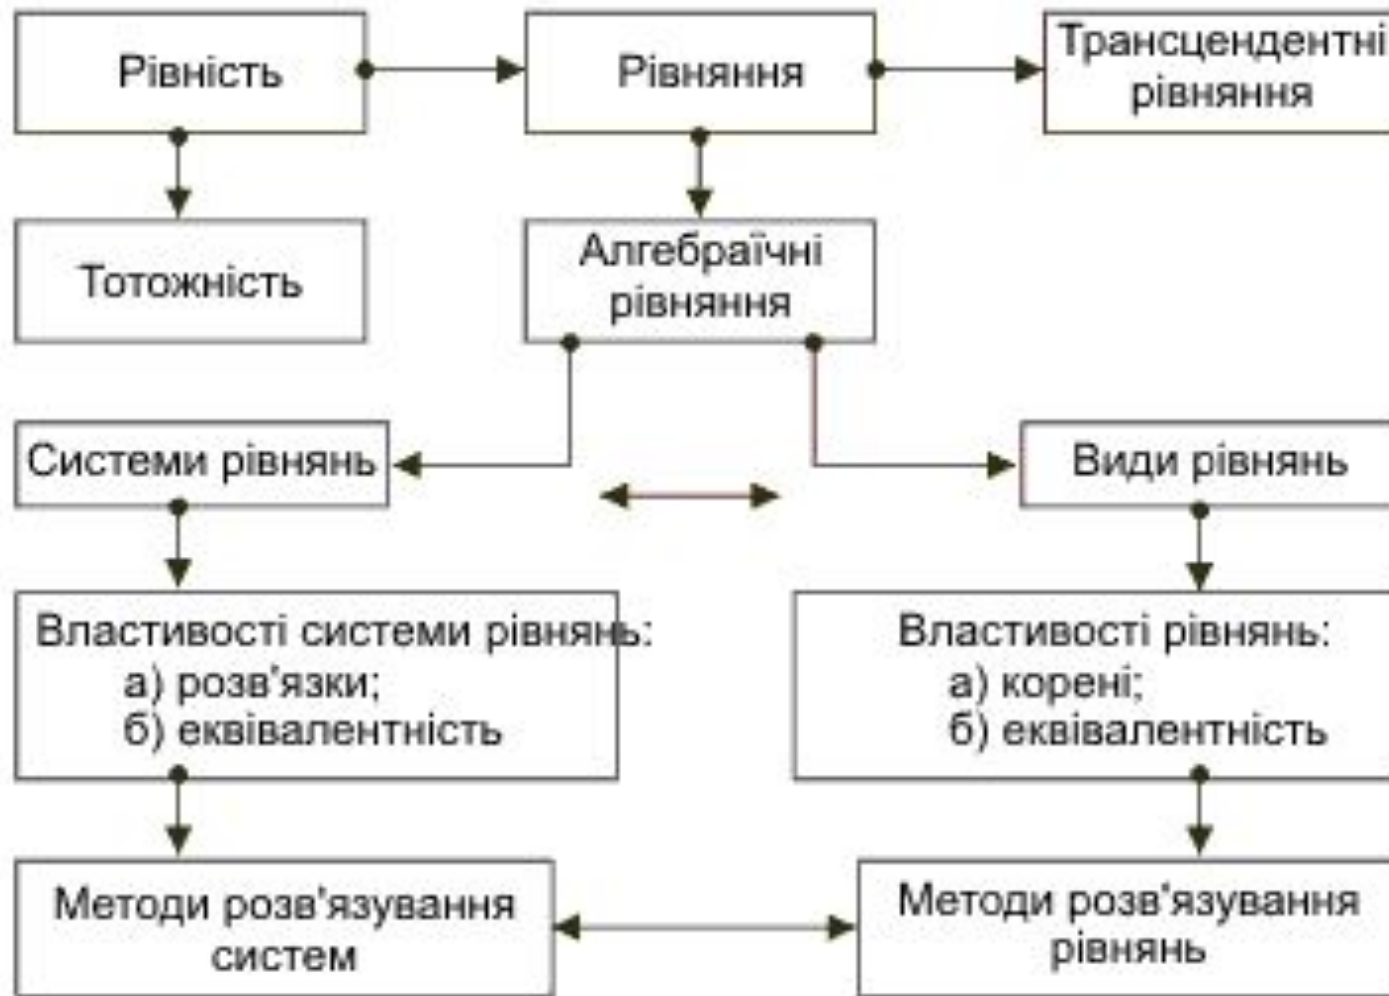 Рівність
Рівняння
Трансцендентні
рівняння
Тотожність
Алгебраїчні
рівняння
Системи рівнянь
Види рівнянь
Властивості системи рівнянь:
а) розв'язки;
б) еквівалентність
Властивості рівнянь:
а) корені;
б) еквівалентність
Методи розв'язування
систем
Методи розв'язування
рівнянь